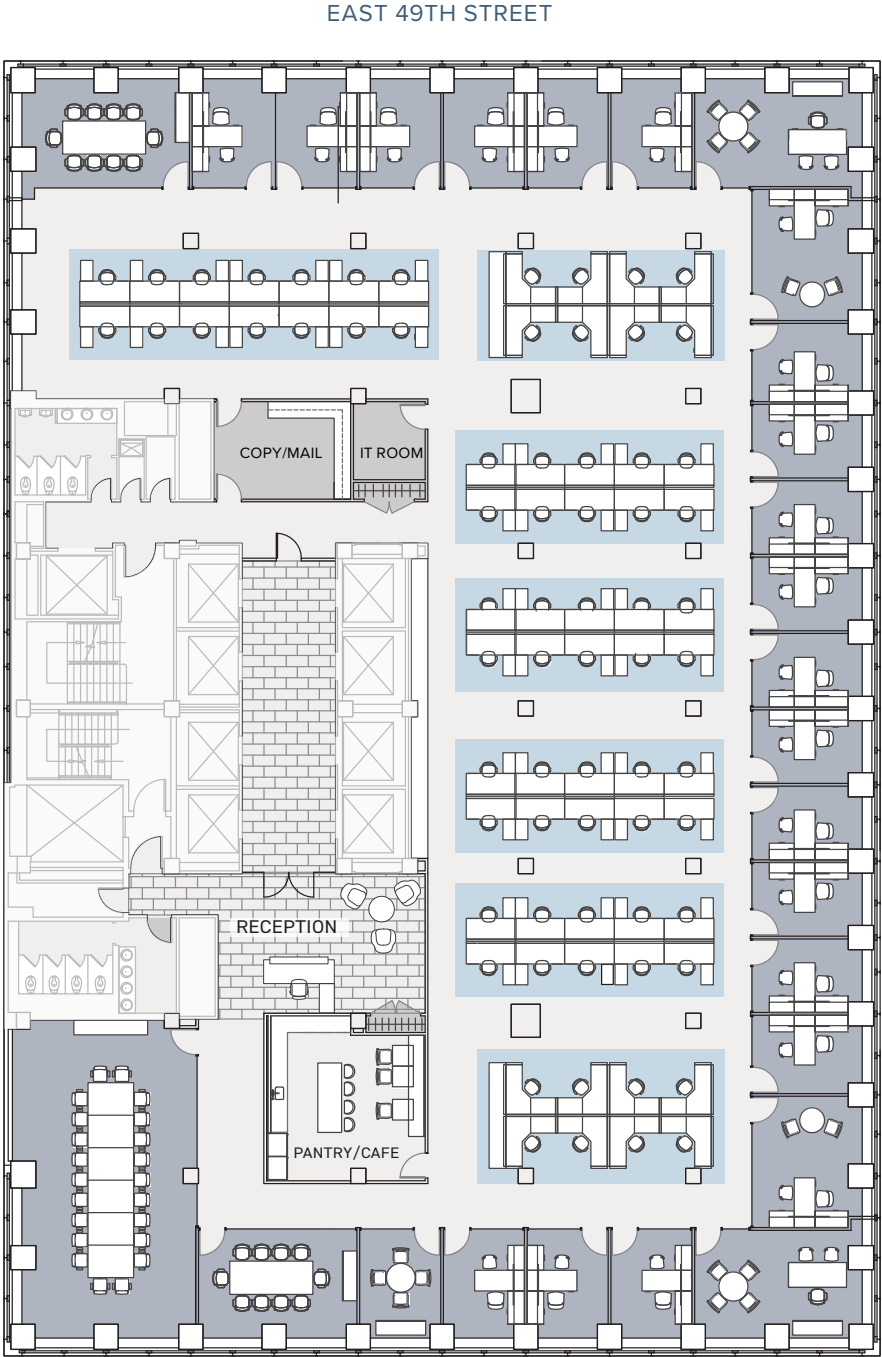 EAST 49TH STREET
COPY/MAIL
IT ROOM
RECEPTION
PANTRY/CAFE